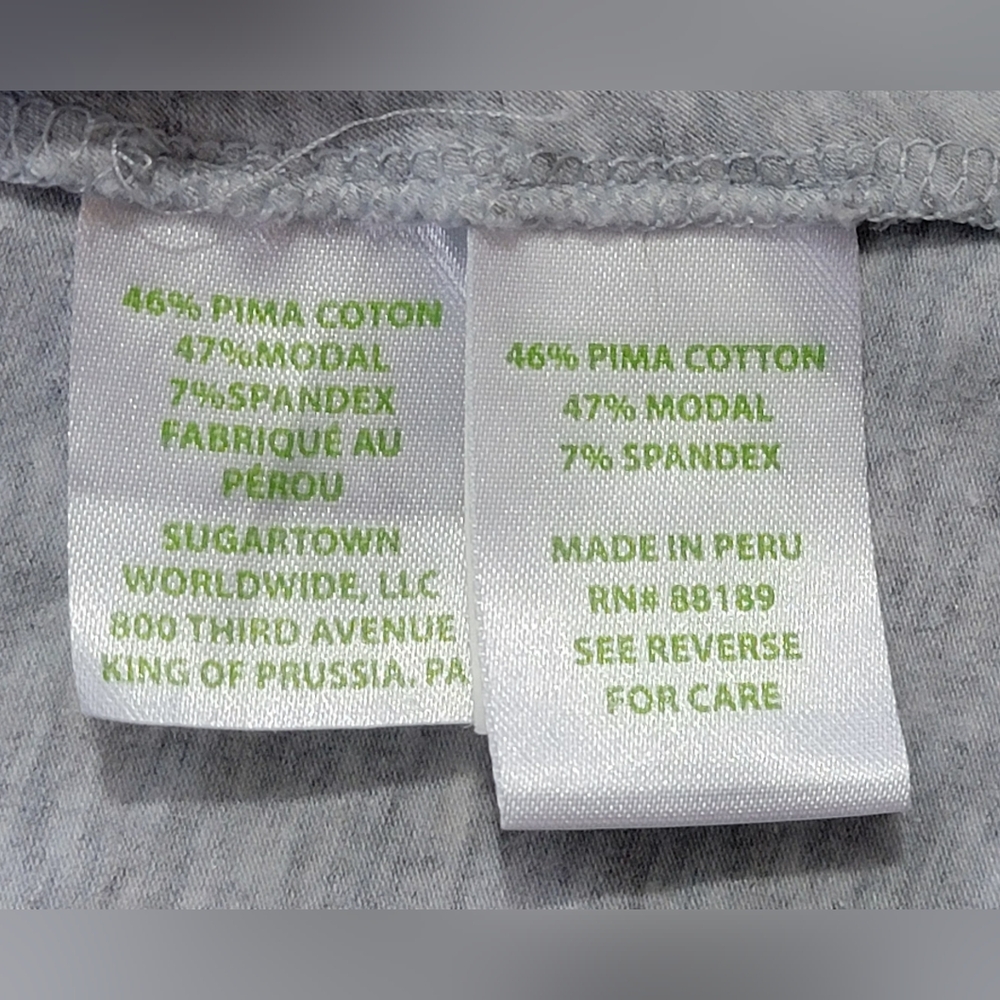 46% PIMA COTON
47%MODAL
7%SPANDEX
FABRIQUÉ AU
PÉROU
SUGARTOWN
WORLDWIDE, LLC
800 THIRD AVENUE
KING OF PRUSSIA, PA
46% PIMA COTTON
47% MODAL
7% SPANDEX
MADE IN PERU
RN# 88189
SEE REVERSE
FOR CARE